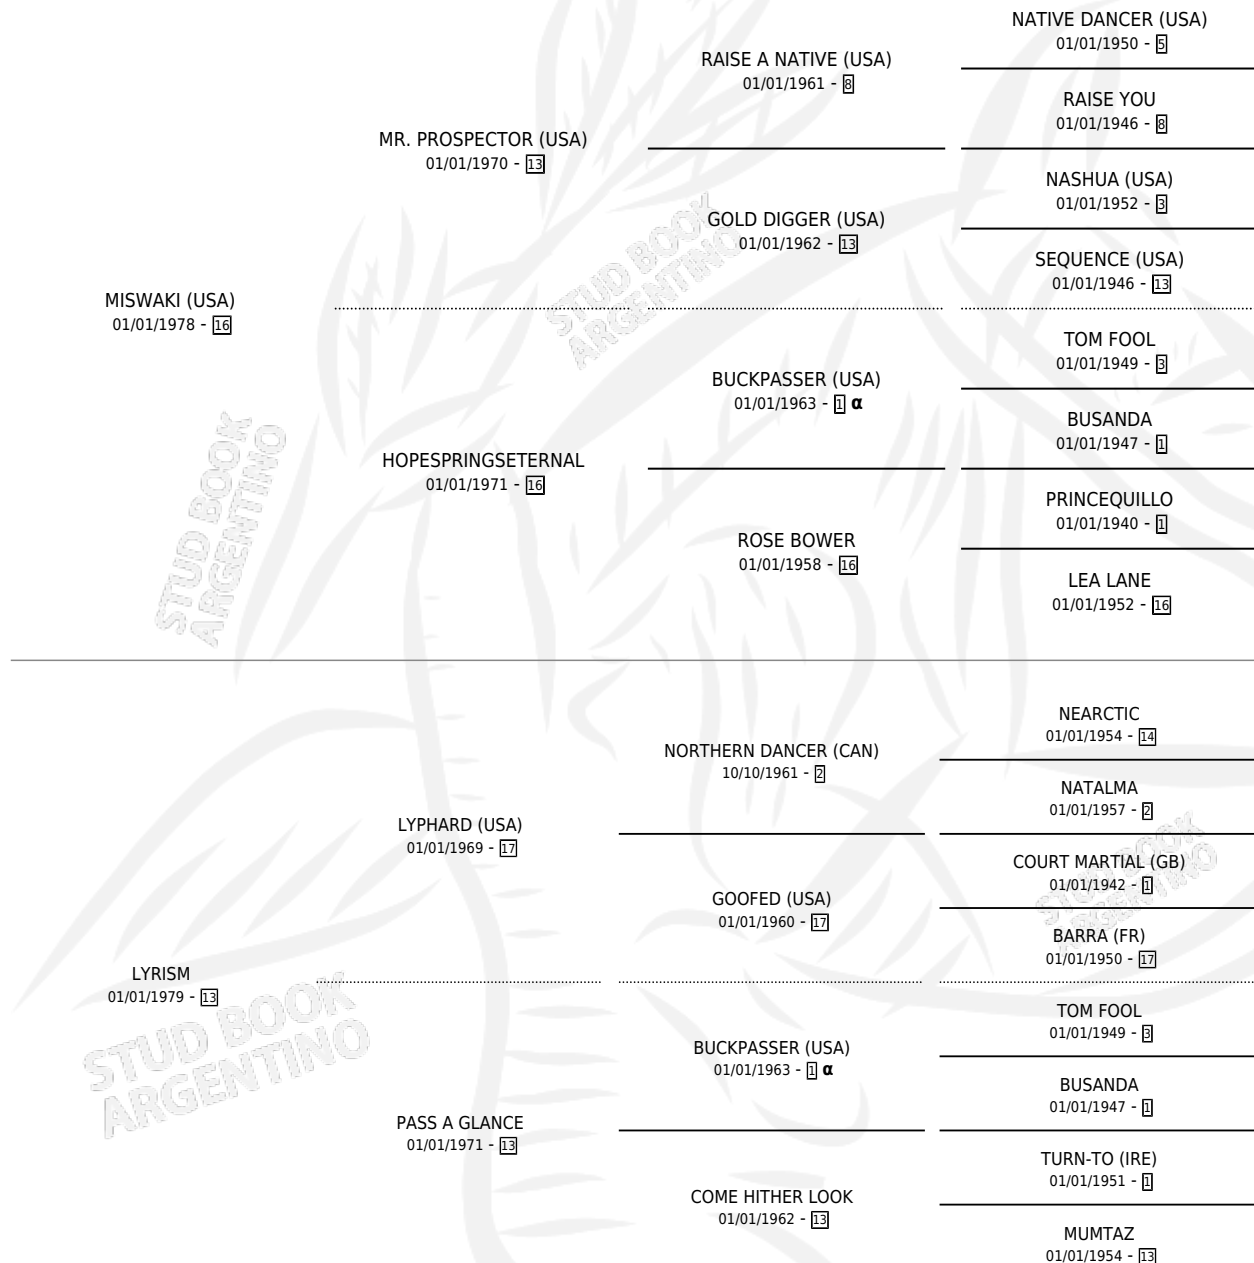 NATIVE DANCER (USA)
01/01/1950 - 5
RAISE A NATIVE (USA)
01/01/1961 - 8
RAISE YOU
01/01/1946 - 8
MR. PROSPECTOR (USA)
01/01/1970 - 13
NASHUA (USA)
01/01/1952 - 3
GOLD DIGGER (USA)
01/01/1962 - 13
SEQUENCE (USA)
01/01/1946 - 13
MISWAKI (USA)
01/01/1978 - 16
STUD BOOK
ARGENTINO
TOM FOOL
01/01/1949 - 3
BUCKPASSER (USA)
01/01/1963 - 1 α
BUSANDA
01/01/1947 - 1
HOPESPRINGSETERNAL
01/01/1971 - 16
PRINCEQUILLO
01/01/1940 - 1
ROSE BOWER
01/01/1958 - 16
LEA LANE
01/01/1952 - 16
STUD BOOK
ARGENTINO
NEARCTIC
01/01/1954 - 14
NORTHERN DANCER (CAN)
10/10/1961 - 2
NATALMA
01/01/1957 - 2
LYPHARD (USA)
01/01/1969 - 17
COURT MARTIAL (GB)
01/01/1942 - 1
STUD BOOK
ARGENTINO
GOOFED (USA)
01/01/1960 - 17
BARRA (FR)
01/01/1950 - 17
LYRISM
01/01/1979 - 13
STUD BOOK
ARGENTINO
TOM FOOL
01/01/1949 - 3
BUCKPASSER (USA)
01/01/1963 - 1 α
BUSANDA
01/01/1947 - 1
PASS A GLANCE
01/01/1971 - 13
TURN-TO (IRE)
01/01/1951 - 1
COME HITHER LOOK
01/01/1962 - 13
MUMTAZ
01/01/1954 - 13